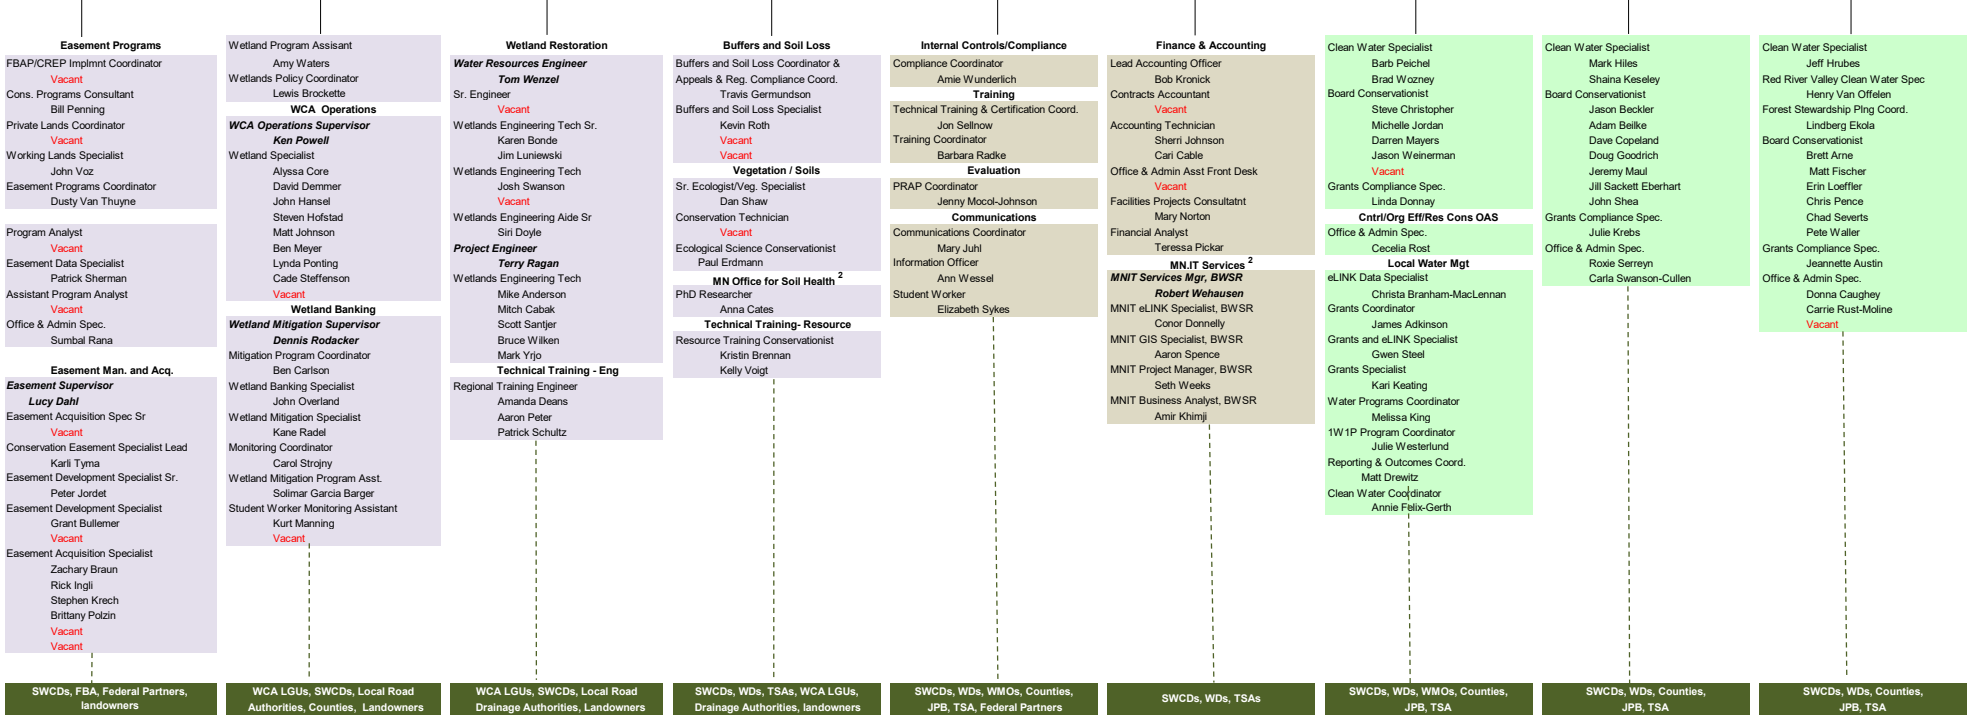 Easement Programs
FBAP/CREP Implmnt Coordinator
Vacant
Cons. Programs Consultant
Bill Penning
Private Lands Coordinator
Vacant
Working Lands Specialist
John Voz
Easement Programs Coordinator
Dusty Van Thuyne
Program Analyst
Vacant
Easement Data Specialist
Patrick Sherman
Assistant Program Analyst
Vacant
Office & Admin Spec.
Sumbal Rana
Easement Man. and Acq.
Easement Supervisor
Lucy Dahl
Easement Acquisition Spec Sr
Vacant
Conservation Easement Specialist Lead
Karli Tyma
Easement Development Specialist Sr.
Peter Jordet
Easement Development Specialist
Grant Bullemer
Vacant
Easement Acquisition Specialist
Zachary Braun
Rick Ingli
Stephen Krech
Brittany Polzin
Vacant
Vacant
SWCDs, FBA, Federal Partners,
landowners
Wetland Program Assisant
Amy Waters
Wetlands Policy Coordinator
Lewis Brockette
WCA Operations
WCA Operations Supervisor
Ken Powell
Wetland Specialist
Alyssa Core
David Demmer
John Hansel
Steven Hofstad
Matt Johnson
Ben Meyer
Lynda Ponting
Cade Steffenson
Vacant
Wetland Banking
Wetland Mitigation Supervisor
Dennis Rodacker
Mitigation Program Coordinator
Ben Carlson
Wetland Banking Specialist
John Overland
Wetland Mitigation Specialist
Kane Radel
Monitoring Coordinator
Carol Strojny
Wetland Mitigation Program Asst.
Solimar Garcia Barger
Student Worker Monitoring Assistant
Kurt Manning
Vacant
WCA LGUs, SWCDs, Local Road
Authorities, Counties, Landowners
Wetland Restoration
Water Resources Engineer
Tom Wenzel
Sr. Engineer
Vacant
Wetlands Engineering Tech Sr.
Karen Bonde
Jim Luniewski
Wetlands Engineering Tech
Josh Swanson
Vacant
Wetlands Engineering Aide Sr
Siri Doyle
Project Engineer
Terry Ragan
Wetlands Engineering Tech
Mike Anderson
Mitch Cabak
Scott Santjer
Bruce Wilken
Mark Yrjo
Technical Training - Eng
Regional Training Engineer
Amanda Deans
Aaron Peter
Patrick Schultz
WCA LGUs, SWCDs, Local Road
Drainage Authorities, Landowners
Buffers and Soil Loss
Buffers and Soil Loss Coordinator &
Appeals & Reg. Compliance Coord.
Travis Germundson
Buffers and Soil Loss Specialist
Kevin Roth
Vacant
Vacant
Vegetation / Soils
Sr. Ecologist/Veg. Specialist
Dan Shaw
Conservation Technician
Vacant
Ecological Science Conservationist
Paul Erdmann
MN Office for Soil Health 2
PhD Researcher
Anna Cates
Technical Training- Resource
Resource Training Conservationist
Kristin Brennan
Kelly Voigt
SWCDs, WDs, TSAs, WCA LGUs,
Drainage Authorities, landowners
Internal Controls/Compliance
Compliance Coordinator
Amie Wunderlich
Training
Technical Training & Certification Coord.
Jon Sellnow
Training Coordinator
Barbara Radke
Evaluation
PRAP Coordinator
Jenny Mocol-Johnson
Communications
Communications Coordinator
Mary Juhl
Information Officer
Ann Wessel
Student Worker
Elizabeth Sykes
SWCDs, WDs, WMOs, Counties,
JPB, TSA, Federal Partners
Finance & Accounting
Lead Accounting Officer
Bob Kronick
Contracts Accountant
Vacant
Accounting Technician
Sherri Johnson
Cari Cable
Office & Admin Asst Front Desk
Vacant
Facilities Projects Consultatnt
Mary Norton
Financial Analyst
Teressa Pickar
MN.IT Services 2
MNIT Services Mgr, BWSR
Robert Wehausen
MNIT eLINK Specialist, BWSR
Conor Donnelly
MNIT GIS Specialist, BWSR
Aaron Spence
MNIT Project Manager, BWSR
Seth Weeks
MNIT Business Analyst, BWSR
Amir Khimji
SWCDs, WDs, TSAs
Clean Water Specialist
Barb Peichel
Brad Wozney
Board Conservationist
Steve Christopher
Michelle Jordan
Darren Mayers
Jason Weinerman
Vacant
Grants Compliance Spec.
Linda Donnay
Cntrl/Org Eff/Res Cons OAS
Office & Admin Spec.
Cecelia Rost
Local Water Mgt
eLINK Data Specialist
Christa Branham-MacLennan
Grants Coordinator
James Adkinson
Grants and eLINK Specialist
Gwen Steel
Grants Specialist
Kari Keating
Water Programs Coordinator
Melissa King
1W1P Program Coordinator
Julie Westerlund
Reporting & Outcomes Coord.
Matt Drewitz
Clean Water Coordinator
Annie Felix-Gerth
SWCDs, WDs, WMOs, Counties,
JPB, TSA
Clean Water Specialist
Mark Hiles
Shaina Keseley
Board Conservationist
Jason Beckler
Adam Beilke
Dave Copeland
Doug Goodrich
Jeremy Maul
Jill Sackett Eberhart
John Shea
Grants Compliance Spec.
Julie Krebs
Office & Admin Spec.
Roxie Serreyn
Carla Swanson-Cullen
SWCDs, WDs, Counties,
JPB, TSA
Clean Water Specialist
Jeff Hrubes
Red River Valley Clean Water Spec
Henry Van Offelen
Forest Stewardship Plng Coord.
Lindberg Ekola
Board Conservationist
Brett Arne
Matt Fischer
Erin Loeffler
Chris Pence
Chad Severts
Pete Waller
Grants Compliance Spec.
Jeannette Austin
Office & Admin Spec.
Donna Caughey
Carrie Rust-Moline
Vacant
SWCDs, WDs, Counties,
JPB, TSA